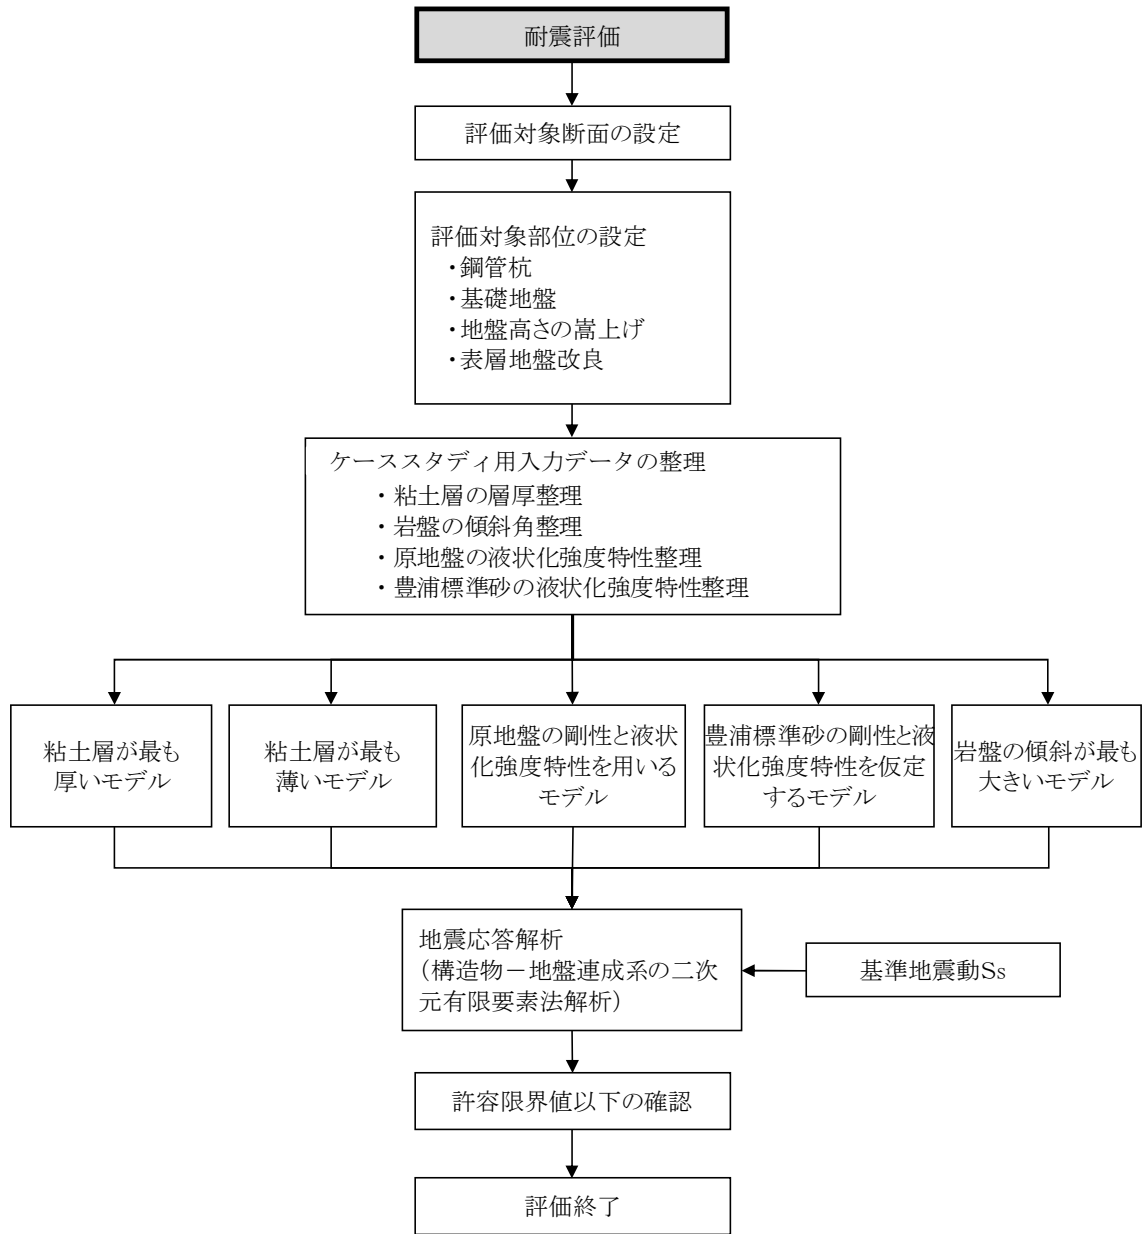 耐震評価
評価対象断面の設定
評価対象部位の設定
・鋼管杭
・基礎地盤
・地盤高さの嵩上げ
・表層地盤改良
ケーススタディ用入力データの整理
・粘土層の層厚整理
・岩盤の傾斜角整理
・原地盤の液状化強度特性整理
・豊浦標準砂の液状化強度特性整理
粘土層が最も
厚いモデル
粘土層が最も
薄いモデル
原地盤の剛性と液状
化強度特性を用いる
モデル
豊浦標準砂の剛性と液
状化強度特性を仮定
するモデル
岩盤の傾斜が最も
大きいモデル
地震応答解析
(構造物－地盤連成系の二次
元有限要素法解析)
基準地震動Ss
許容限界値以下の確認
評価終了